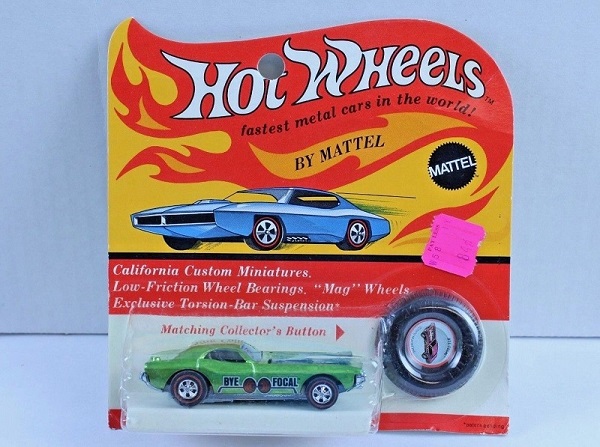 Hot Wheels
fastest metal cars in the world!
BY MATTEL
MATTEL
California Custom Miniatures.
Low-Friction Wheel Bearings. "Mag" Wheels
Exclusive Torsion-Bar Suspension*
Matching Collector's Button
BYE FOCAL